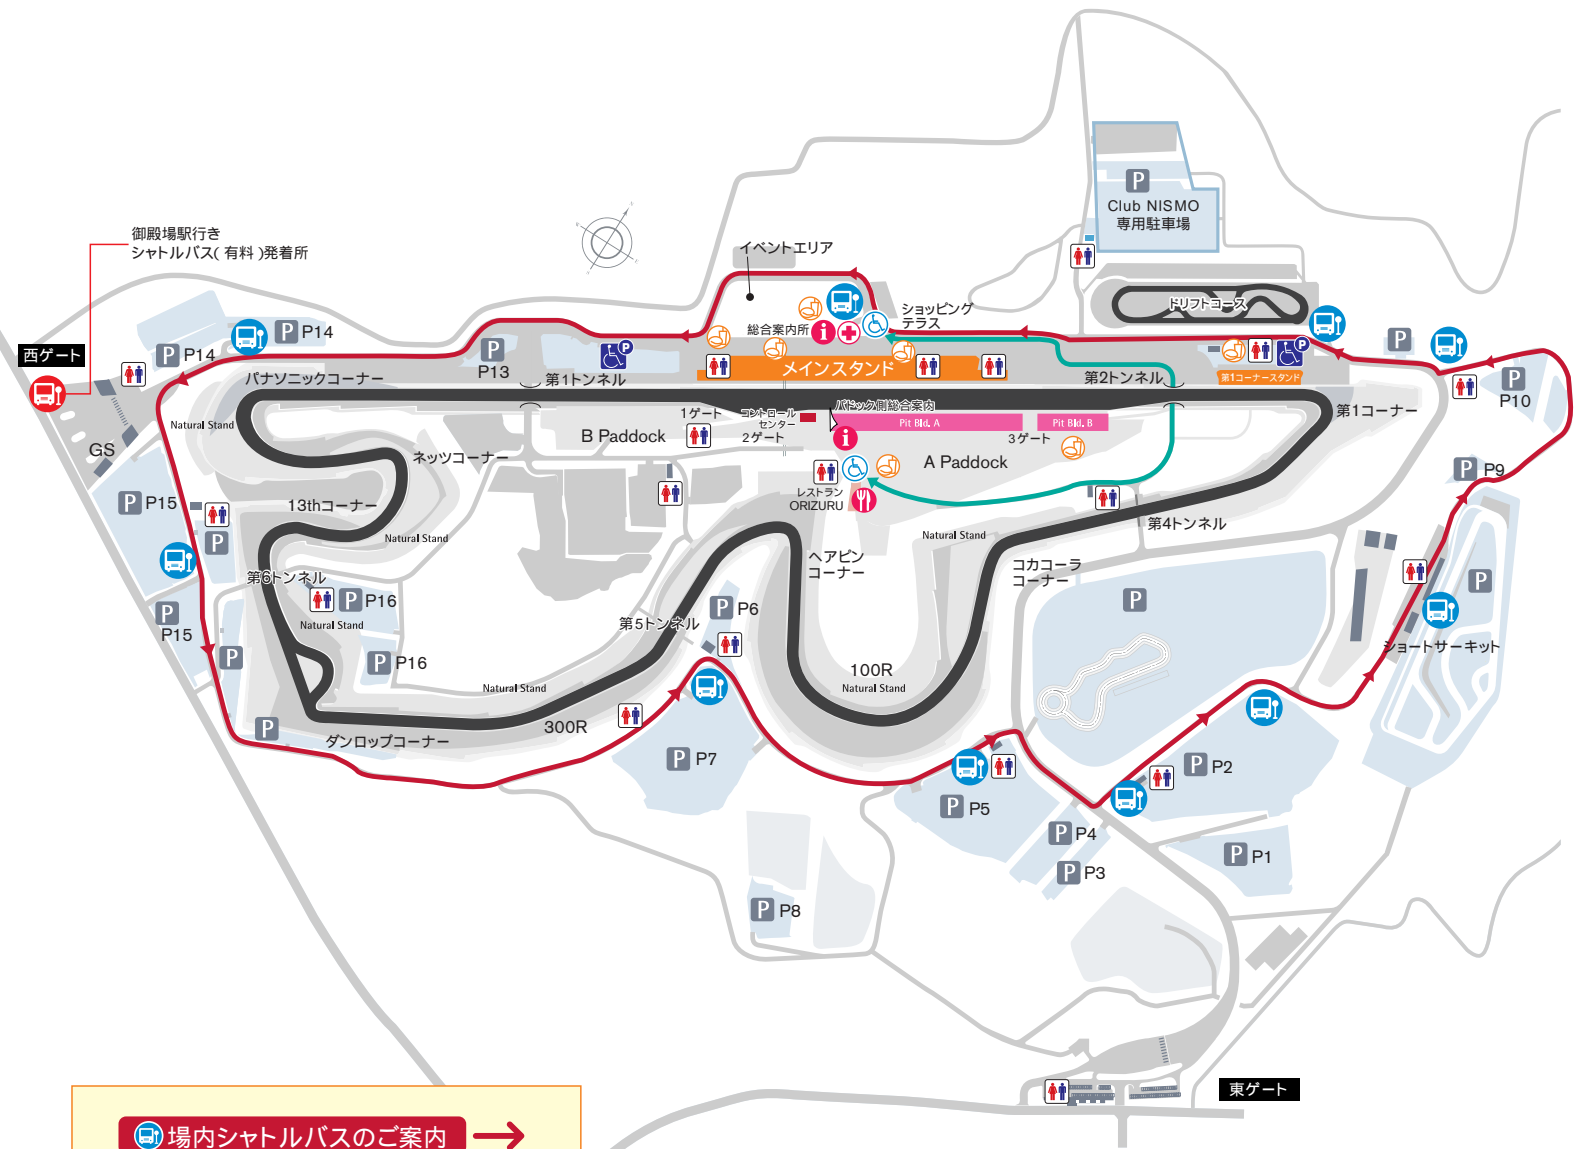 Club NISMO
専用駐車場
P
御殿場駅行き
シャトルバス(有料)発着所
イベントエリア
ドリフトコース
ショッピング
テラス
総合案内所
P14
P14
西ゲート
P13
P
P
P
パナソニックコーナー
第1トンネル
メインスタンド
第2トンネル
第1コーナースタンド
第1コーナー
P10
Natural Stand
1ゲート
コントロール
センター
パドック側総合案内
Pit Bld. A
Pit Bld. B
B Paddock
2ゲート
3ゲート
GS
ネッツコーナー
A Paddock
P9
P15
13thコーナー
レストラン
ORIZURU
Natural Stand
Natural Stand
第4トンネル
P
ヘアピン
コーナー
コカコーラ
コーナー
第6トンネル
P16
P6
P
P
P15
Natural Stand
第5トンネル
P16
P
ショートサーキット
100R
Natural Stand
Natural Stand
300R
P
ダンロップコーナー
P7
P2
P5
P4
P1
P3
P8
東ゲート
場内シャトルバスのご案内